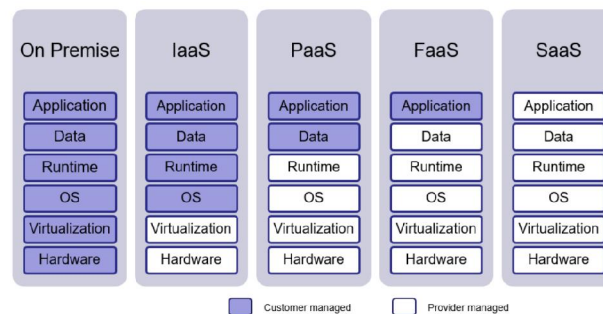 On Premise IaaS PaaS FaaS SaaS
Application Application Application Application Application
Data Data Data Data Data
Runtime Runtime Runtime Runtime Runtime
OS OS OS OS OS
Virtualization Virtualization Virtualization Virtualization Virtualization
Hardware Hardware Hardware Hardware Hardware
Customer managed Provider managed